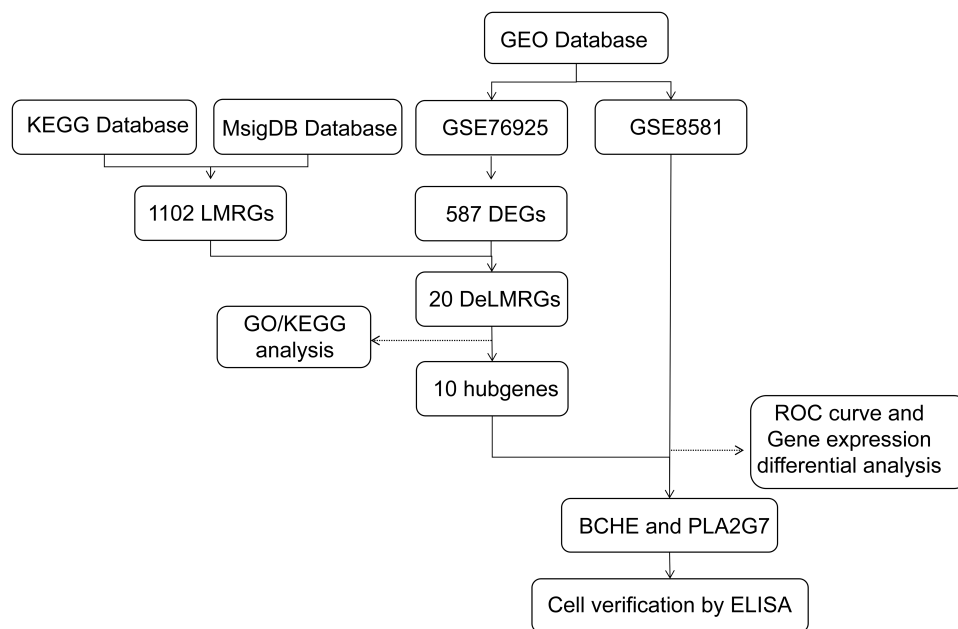 GEO Database
KEGG Database
MsigDB Database
GSE76925
GSE8581
1102 LMRGs
587 DEGs
20 DeLMRGs
GO/KEGG
analysis
10 hubgenes
ROC curve and
Gene expression
differential analysis
BCHE and PLA2G7
Cell verification by ELISA